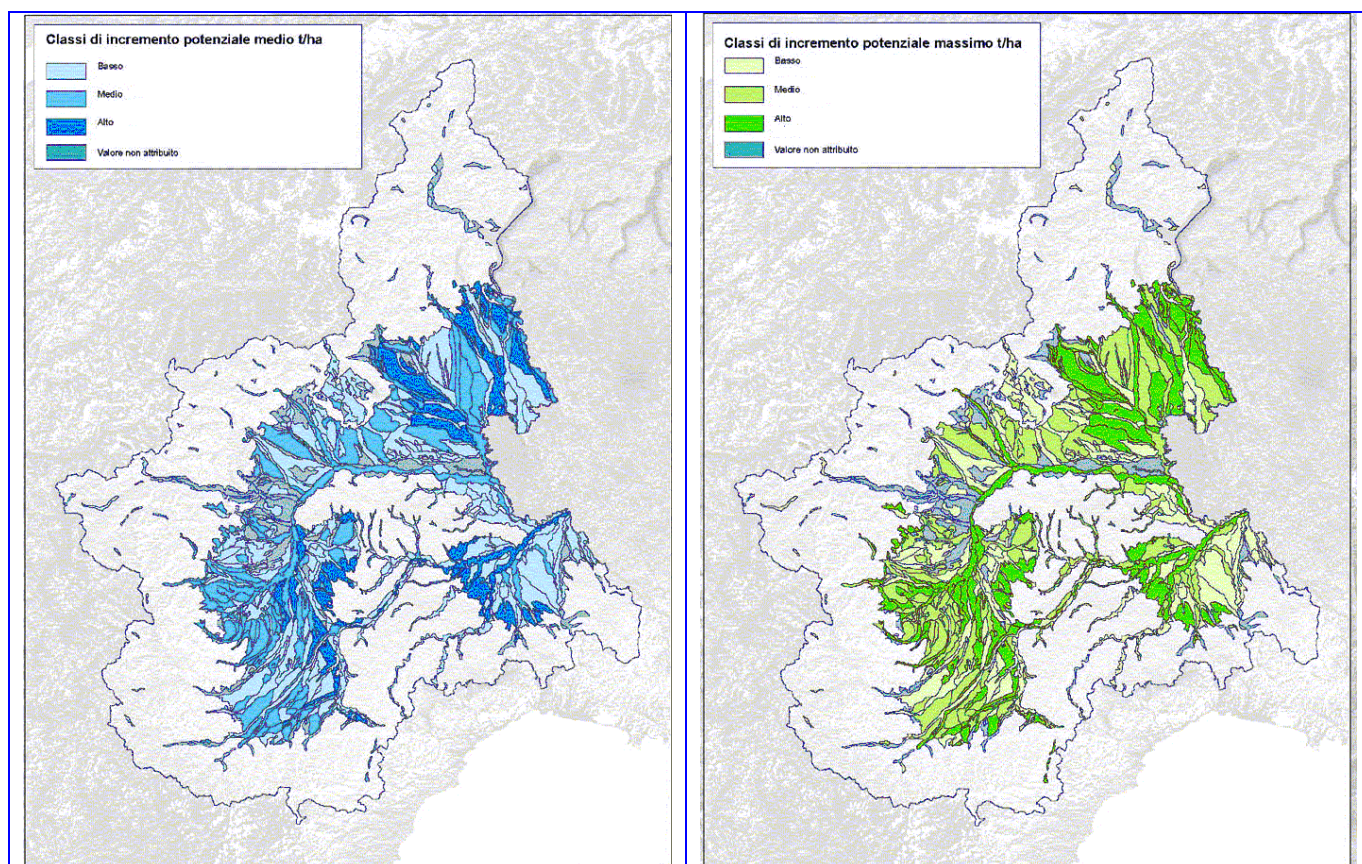 Classi di incremento potenziale medio t/ha
Basso
Medio
Alto
Valore non attribuito
Classi di incremento potenziale massimo t/ha
Basso
Medio
Alto
Valore non attribuito